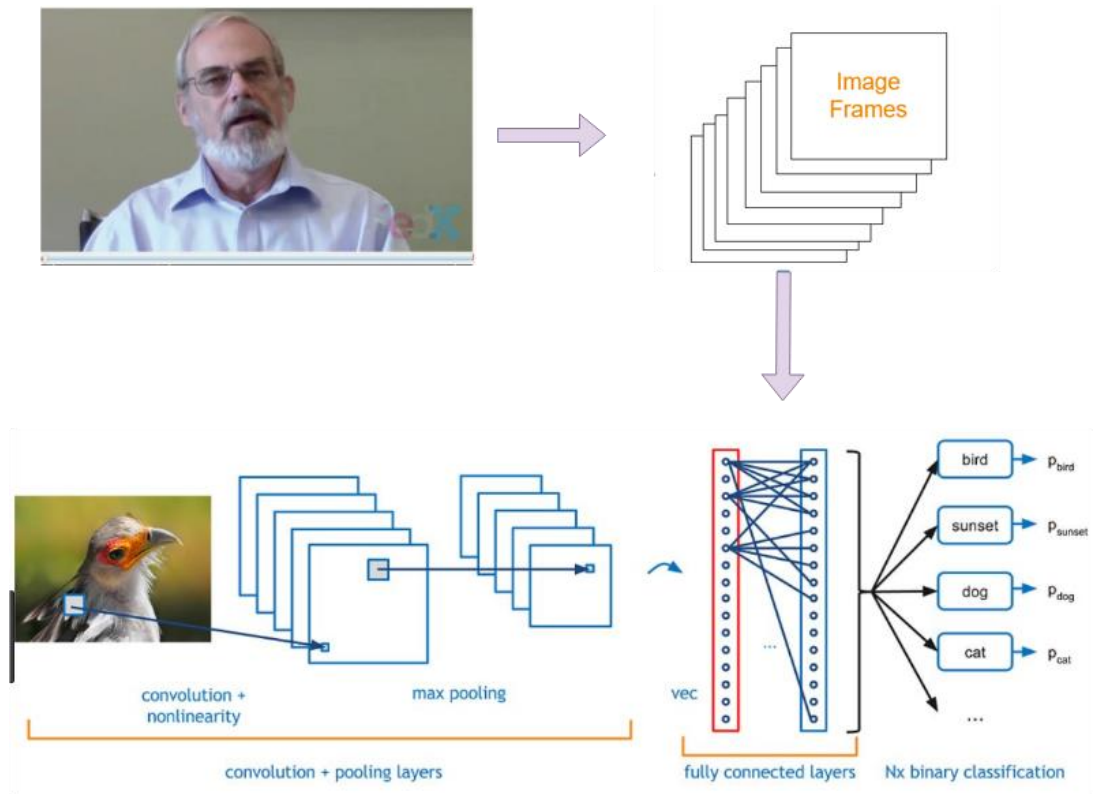 Image
Frames
bird
p_bird
sunset
p_sunset
dog
p_dog
cat
p_cat
...
...
convolution +
nonlinearity
max pooling
vec
convolution + pooling layers
fully connected layers
Nx binary classification